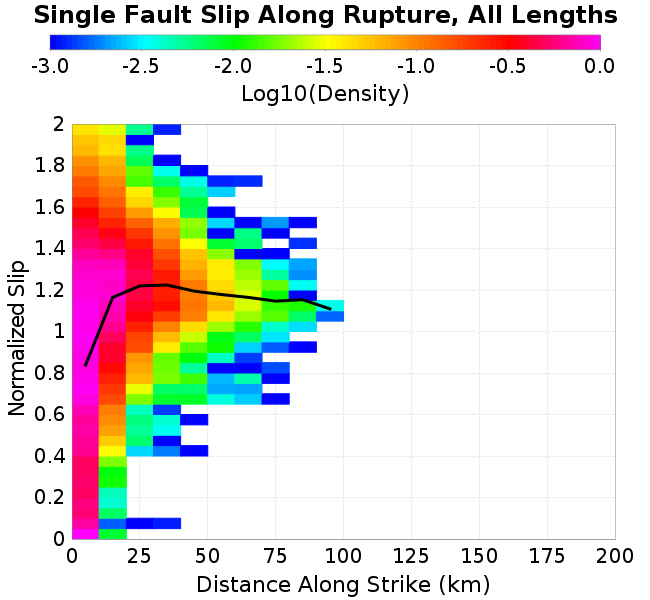 Single Fault Slip Along Rupture, All Lengths
-3.0 -2.5 -2.0 -1.5 -1.0 -0.5 0.0
Log10(Density)
2
1.8
1.6
1.4
1.2
1
0.8
0.6
0.4
0.2
0
Normalized Slip
0 25 50 75 100 125 150 175 200
Distance Along Strike (km)